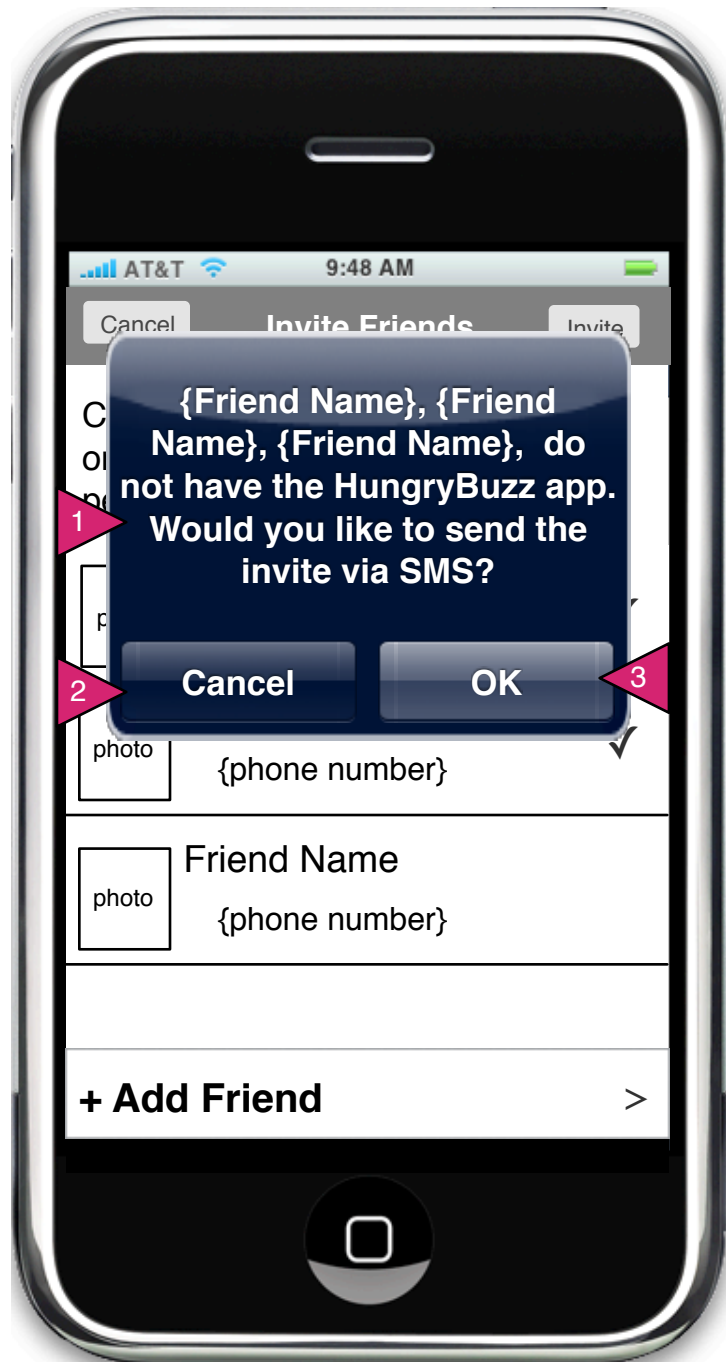 AT&T 9:48 AM
Cancel Invite Friends Invite
{Friend Name}, {Friend
Name}, {Friend Name}, do
not have the HungryBuzz app.
1
Would you like to send the
invite via SMS?
2
Cancel OK
3
photo
{phone number}
Friend Name
photo
{phone number}
+ Add Friend >